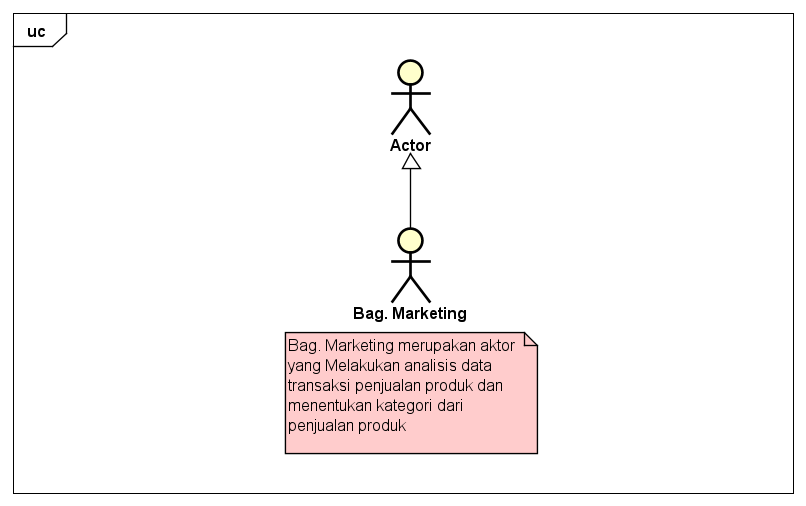 uc
Actor
Bag. Marketing
Bag. Marketing merupakan aktor
yang Melakukan analisis data
transaksi penjualan produk dan
menentukan kategori dari
penjualan produk